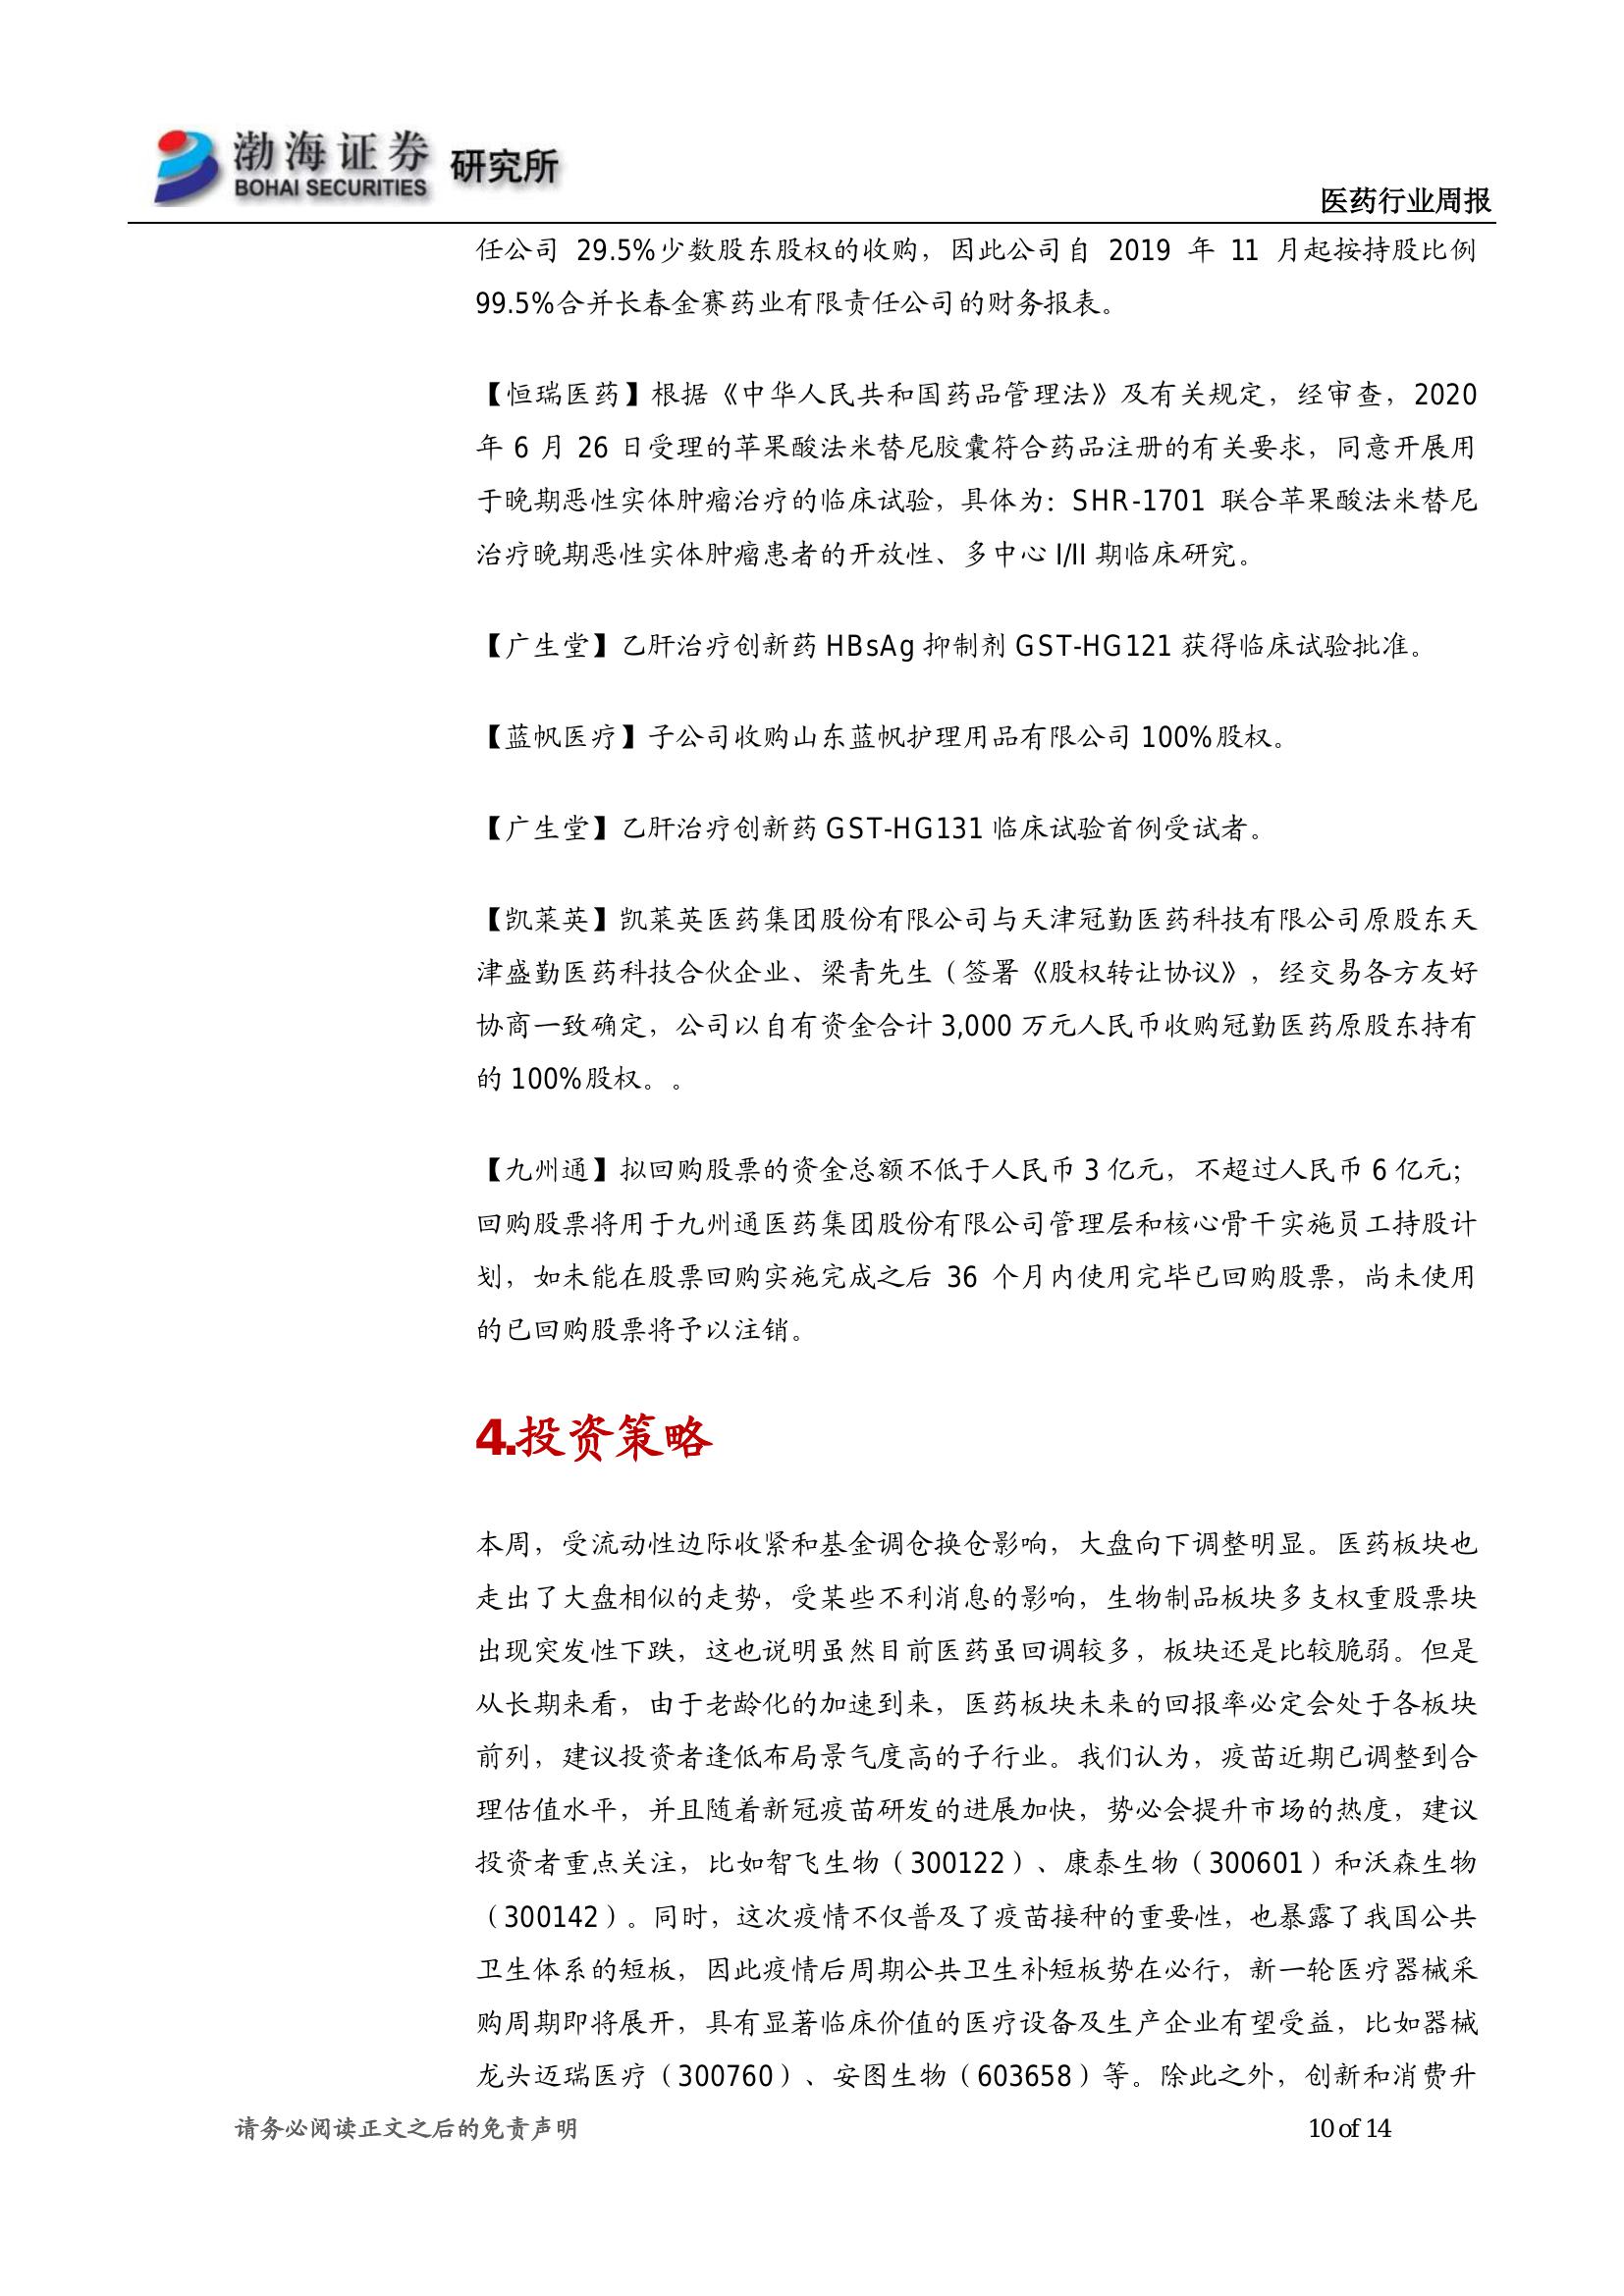 渤海证券
BOHAI SECURITIES
研究所
医药行业周报
任公司 29.5%少数股东股权的收购，因此公司自 2019 年 11 月起按持股比例
99.5%合并长春金赛药业有限责任公司的财务报表。
【恒瑞医药】根据《中华人民共和国药品管理法》及有关规定，经审查，2020
年 6 月 26 日受理的苹果酸法米替尼胶囊符合药品注册的有关要求，同意开展用
于晚期恶性实体肿瘤治疗的临床试验，具体为：SHR-1701 联合苹果酸法米替尼
治疗晚期恶性实体肿瘤患者的开放性、多中心 I/II 期临床研究。
【广生堂】乙肝治疗创新药 HBsAg 抑制剂 GST-HG121 获得临床试验批准。
【蓝帆医疗】子公司收购山东蓝帆护理用品有限公司 100%股权。
【广生堂】乙肝治疗创新药 GST-HG131 临床试验首例受试者。
【凯莱英】凯莱英医药集团股份有限公司与天津冠勤医药科技有限公司原股东天
津盛勤医药科技合伙企业、梁青先生（签署《股权转让协议》，经交易各方友好
协商一致确定，公司以自有资金合计 3,000 万元人民币收购冠勤医药原股东持有
的 100%股权。。
【九州通】拟回购股票的资金总额不低于人民币 3 亿元，不超过人民币 6 亿元；
回购股票将用于九州通医药集团股份有限公司管理层和核心骨干实施员工持股计
划，如未能在股票回购实施完成之后 36 个月内使用完毕已回购股票，尚未使用
的已回购股票将予以注销。
4.投资策略
本周，受流动性边际收紧和基金调仓换仓影响，大盘向下调整明显。医药板块也
走出了大盘相似的走势，受某些不利消息的影响，生物制品板块多支权重股票块
出现突发性下跌，这也说明虽然目前医药虽回调较多，板块还是比较脆弱。但是
从长期来看，由于老龄化的加速到来，医药板块未来的回报率必定会处于各板块
前列，建议投资者逢低布局景气度高的子行业。我们认为，疫苗近期已调整到合
理估值水平，并且随着新冠疫苗研发的进展加快，势必会提升市场的热度，建议
投资者重点关注，比如智飞生物（300122）、康泰生物（300601）和沃森生物
（300142）。同时，这次疫情不仅普及了疫苗接种的重要性，也暴露了我国公共
卫生体系的短板，因此疫情后周期公共卫生补短板势在必行，新一轮医疗器械采
购周期即将展开，具有显著临床价值的医疗设备及生产企业有望受益，比如器械
龙头迈瑞医疗（300760）、安图生物（603658）等。除此之外，创新和消费升
请务必阅读正文之后的免责声明
10 of 14